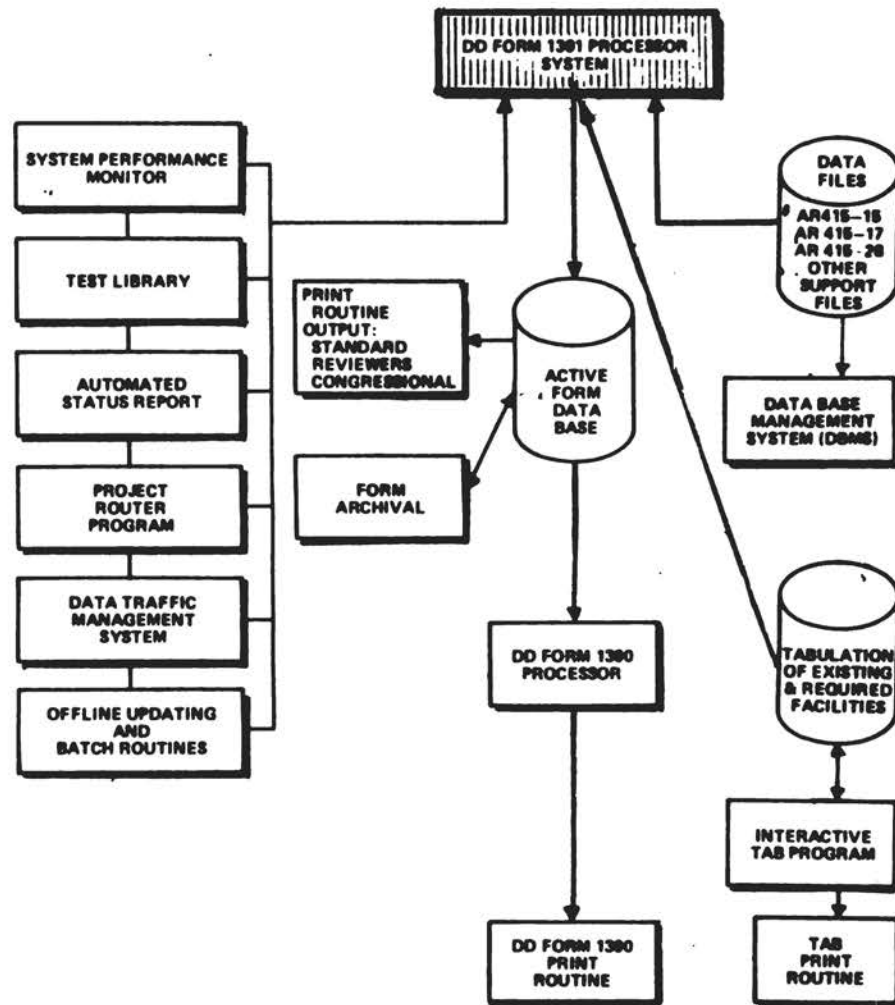 DD FORM 1391 PROCESSOR
SYSTEM
SYSTEM PERFORMANCE
MONITOR
TEST LIBRARY
AUTOMATED
STATUS REPORT
PROJECT
ROUTER
PROGRAM
DATA TRAFFIC
MANAGEMENT
SYSTEM
OFFLINE UPDATING
AND
BATCH ROUTINES
PRINT
ROUTINE
OUTPUT:
STANDARD
REVIEWERS
CONGRESSIONAL
FORM
ARCHIVAL
ACTIVE
FORM
DATA
BASE
DD FORM 1390
PROCESSOR
DD FORM 1390
PRINT
ROUTINE
DATA
FILES
AR415-15
AR 415-17
AR 415-20
OTHER
SUPPORT
FILES
DATA BASE
MANAGEMENT
SYSTEM (DBMS)
TABULATION
OF EXISTING
& REQUIRED
FACILITIES
INTERACTIVE
TAB PROGRAM
TAB
PRINT
ROUTINE